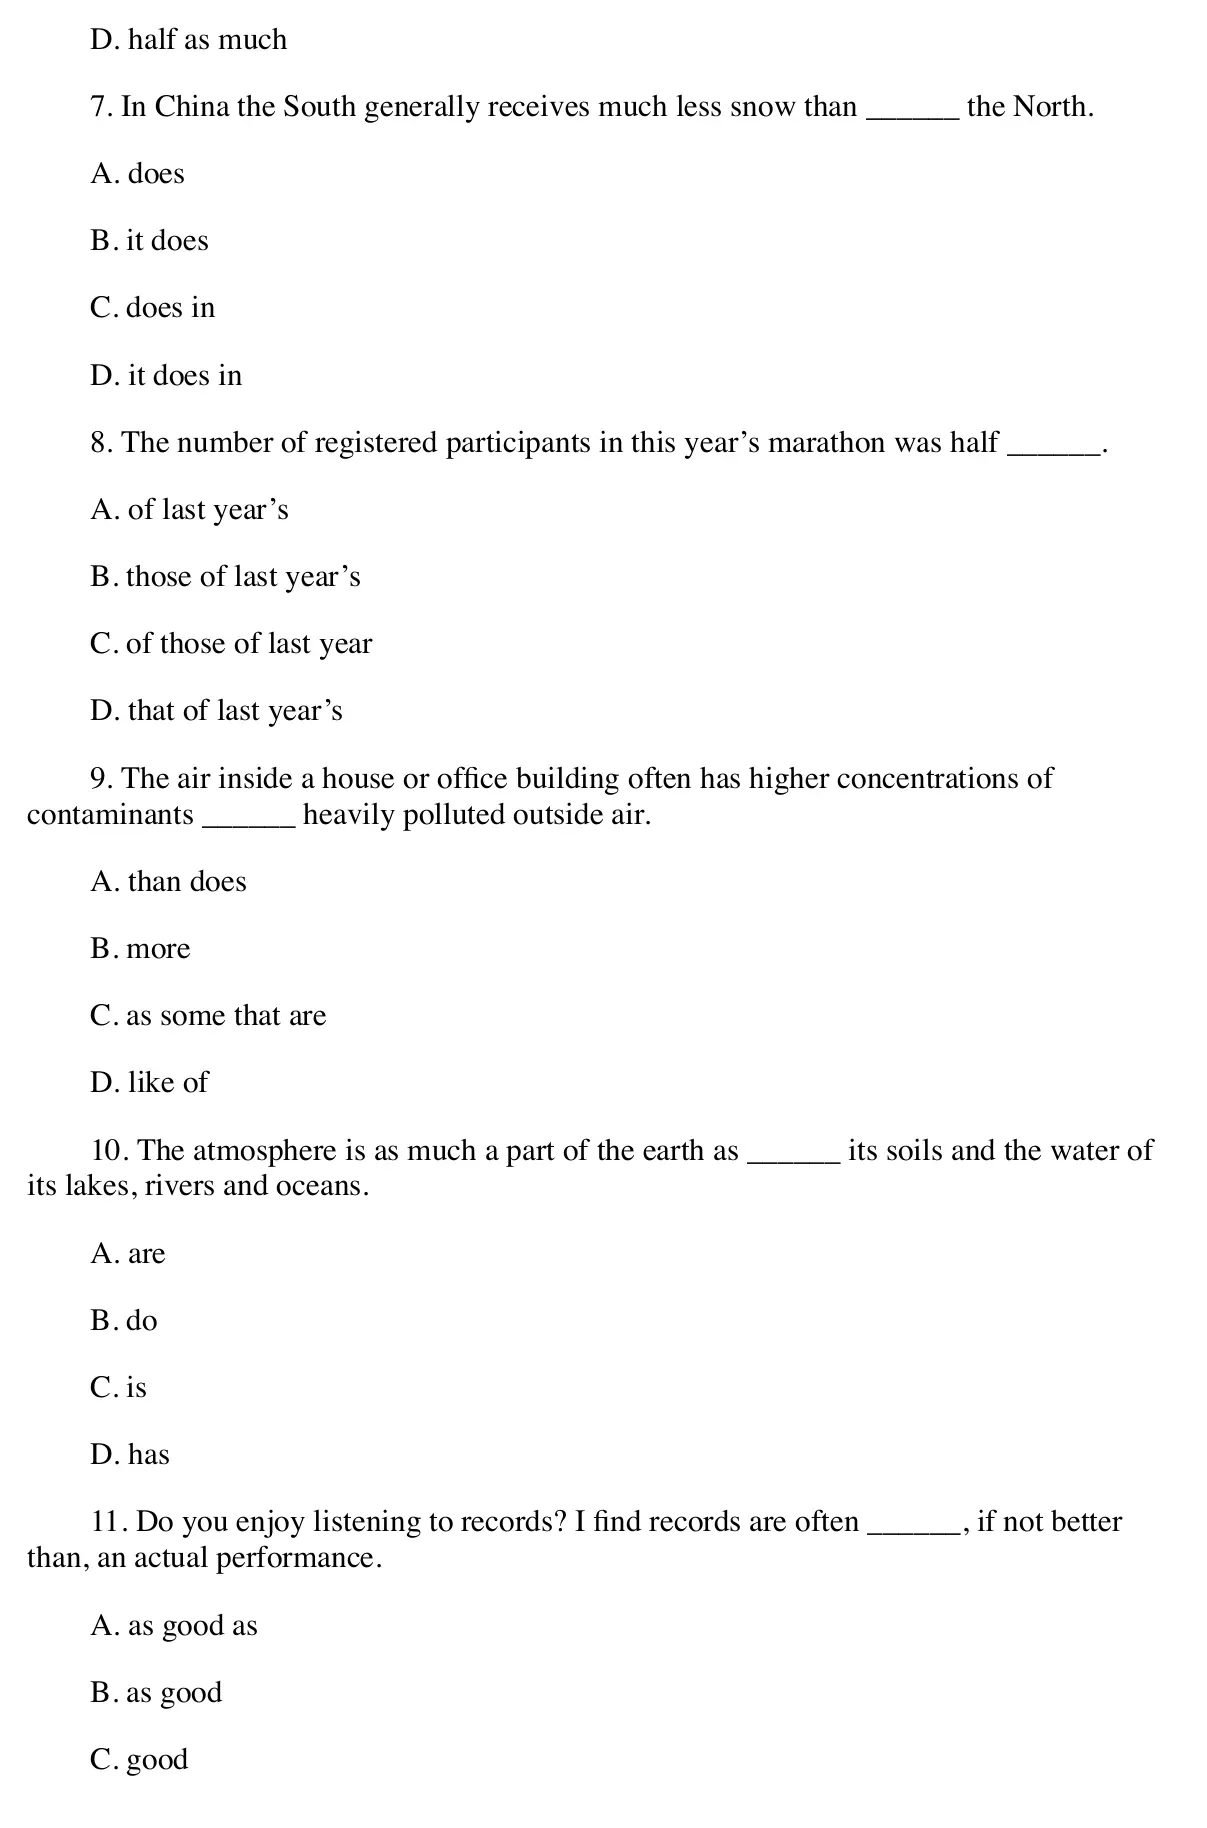 D. half as much
7. In China the South generally receives much less snow than ______ the North.
A. does
B. it does
C. does in
D. it does in
8. The number of registered participants in this year’s marathon was half ______.
A. of last year’s
B. those of last year’s
C. of those of last year
D. that of last year’s
9. The air inside a house or office building often has higher concentrations of
contaminants ______ heavily polluted outside air.
A. than does
B. more
C. as some that are
D. like of
10. The atmosphere is as much a part of the earth as ______ its soils and the water of
its lakes, rivers and oceans.
A. are
B. do
C. is
D. has
11. Do you enjoy listening to records? I find records are often ______, if not better
than, an actual performance.
A. as good as
B. as good
C. good